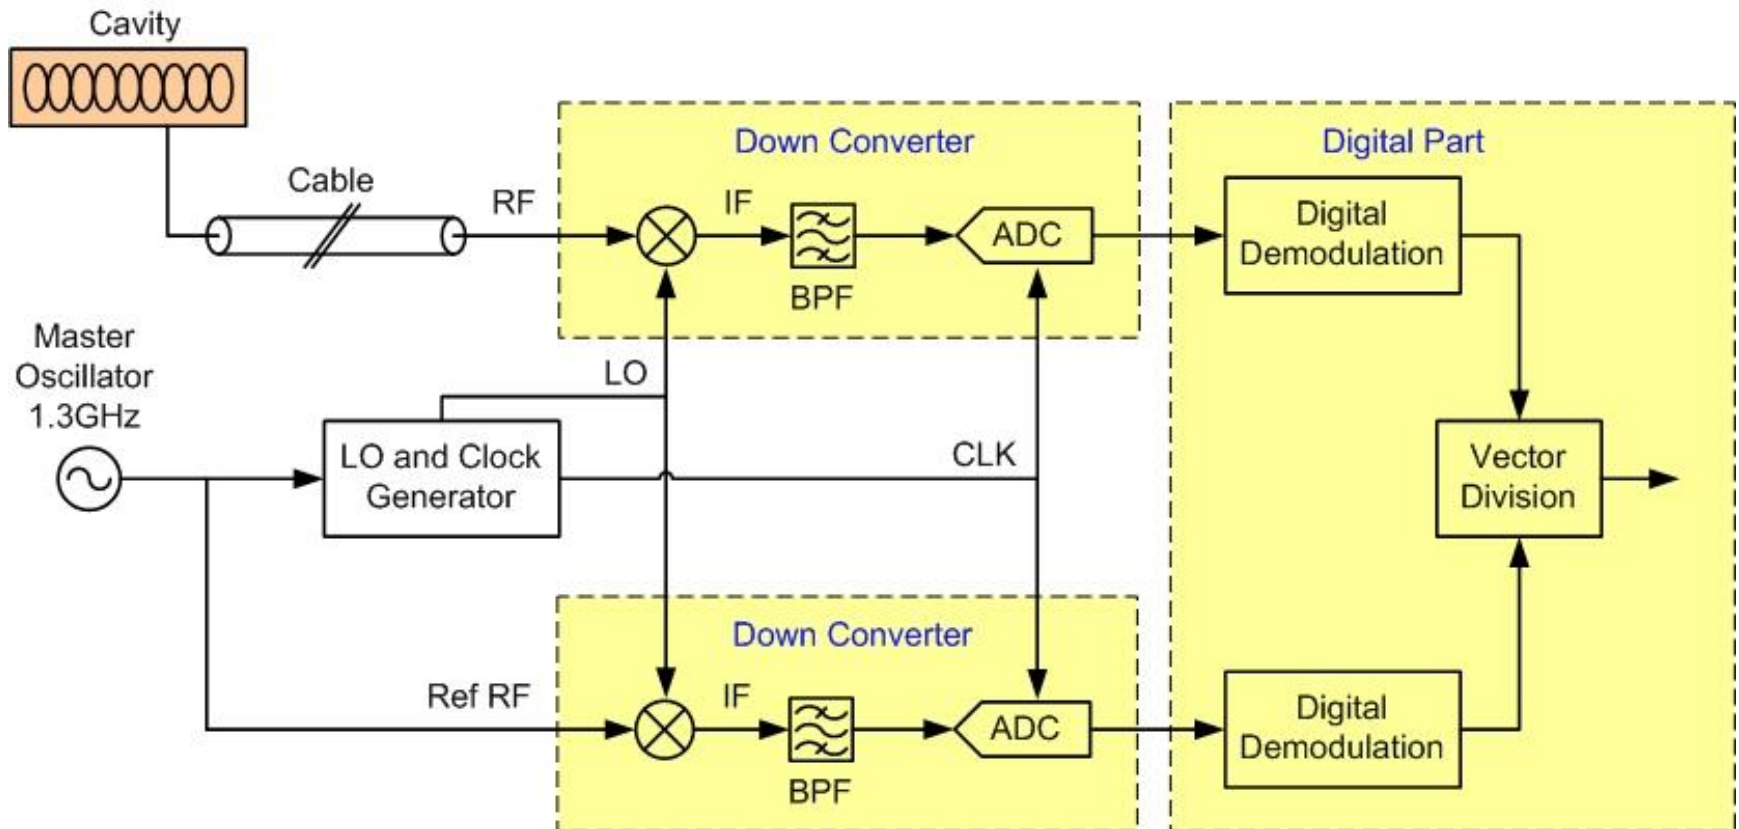 Cavity
Down Converter
Digital Part
Cable
RF
IF
BPF
ADC
Digital
Demodulation
Master
Oscillator
1.3GHz
LO
LO and Clock
Generator
CLK
Vector
Division
Down Converter
Ref RF
IF
BPF
ADC
Digital
Demodulation